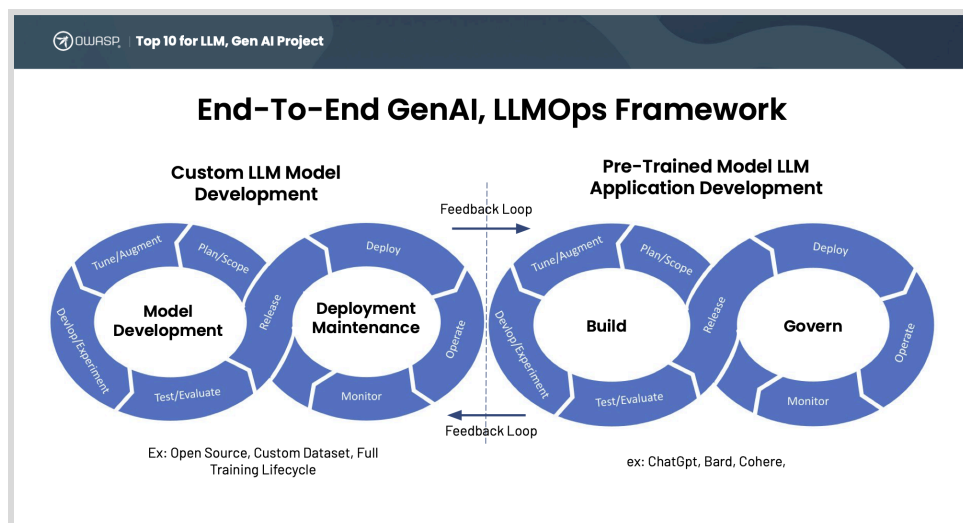 OWASP | Top 10 for LLM, Gen AI Project
End-To-End GenAI, LLMOps Framework
Custom LLM Model
Development
Pre-Trained Model LLM
Application Development
Feedback Loop
Tune/Augment
Plan/Scope
Release
Deploy
Operate
Monitor
Test/Evaluate
Devlop/Experiment
Model
Development
Deployment
Maintenance
Tune/Augment
Plan/Scope
Release
Deploy
Operate
Monitor
Test/Evaluate
Devlop/Experiment
Build
Govern
Feedback Loop
Ex: Open Source, Custom Dataset, Full
Training Lifecycle
ex: ChatGpt, Bard, Cohere,